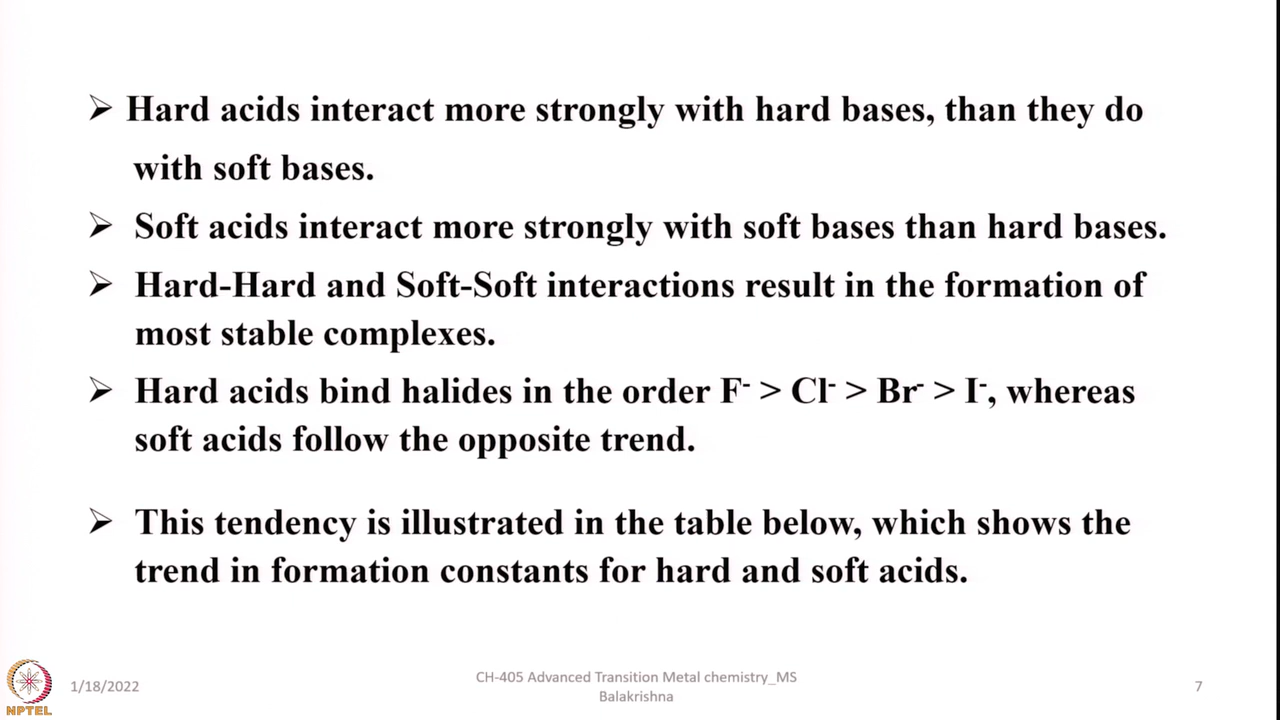 ➢ Hard acids interact more strongly with hard bases, than they do
with soft bases.
➢ Soft acids interact more strongly with soft bases than hard bases.
➢ Hard-Hard and Soft-Soft interactions result in the formation of
most stable complexes.
➢ Hard acids bind halides in the order F⁻ > Cl⁻ > Br⁻ > I⁻, whereas
soft acids follow the opposite trend.
➢ This tendency is illustrated in the table below, which shows the
trend in formation constants for hard and soft acids.
NPTEL
1/18/2022
CH-405 Advanced Transition Metal chemistry_MS
Balakrishna
7